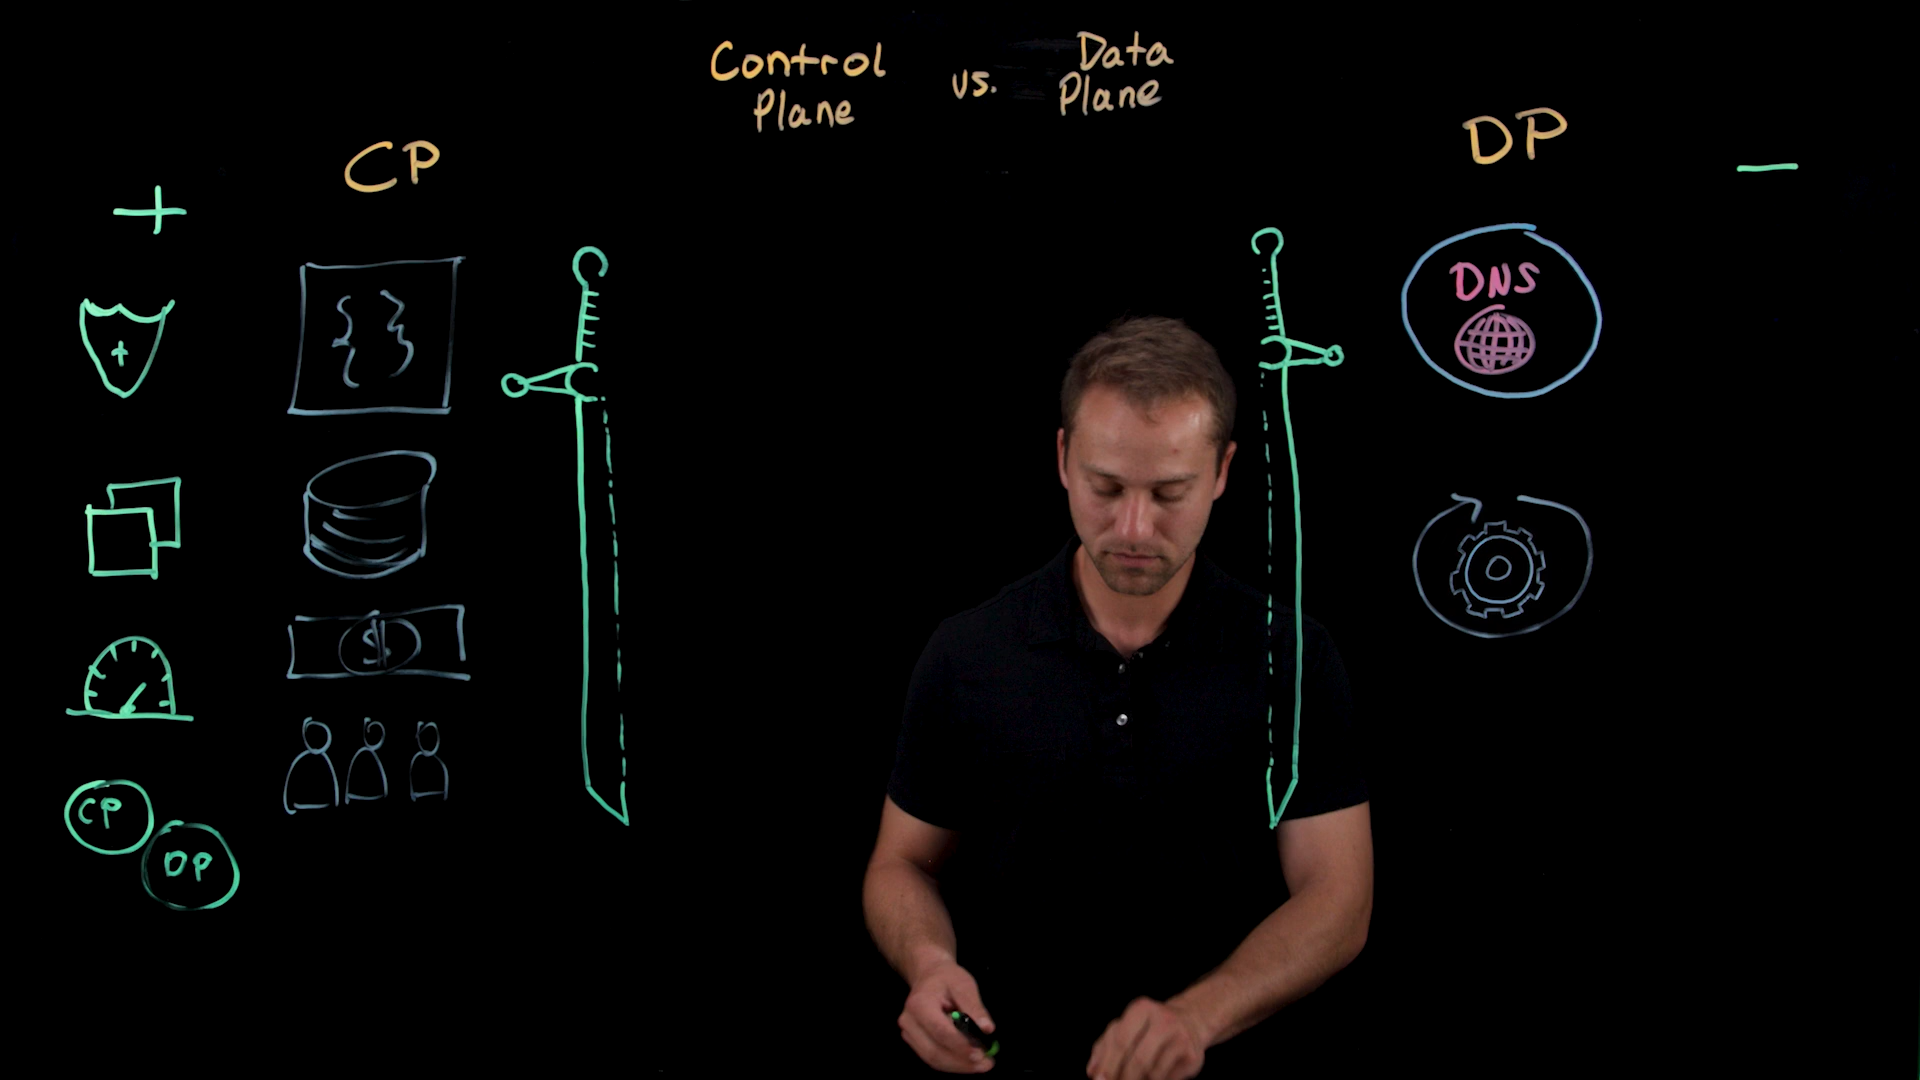 Control
Plane
vs.
Data
Plane
CP
DP
+
-
{ }
DNS
$
CP
DP